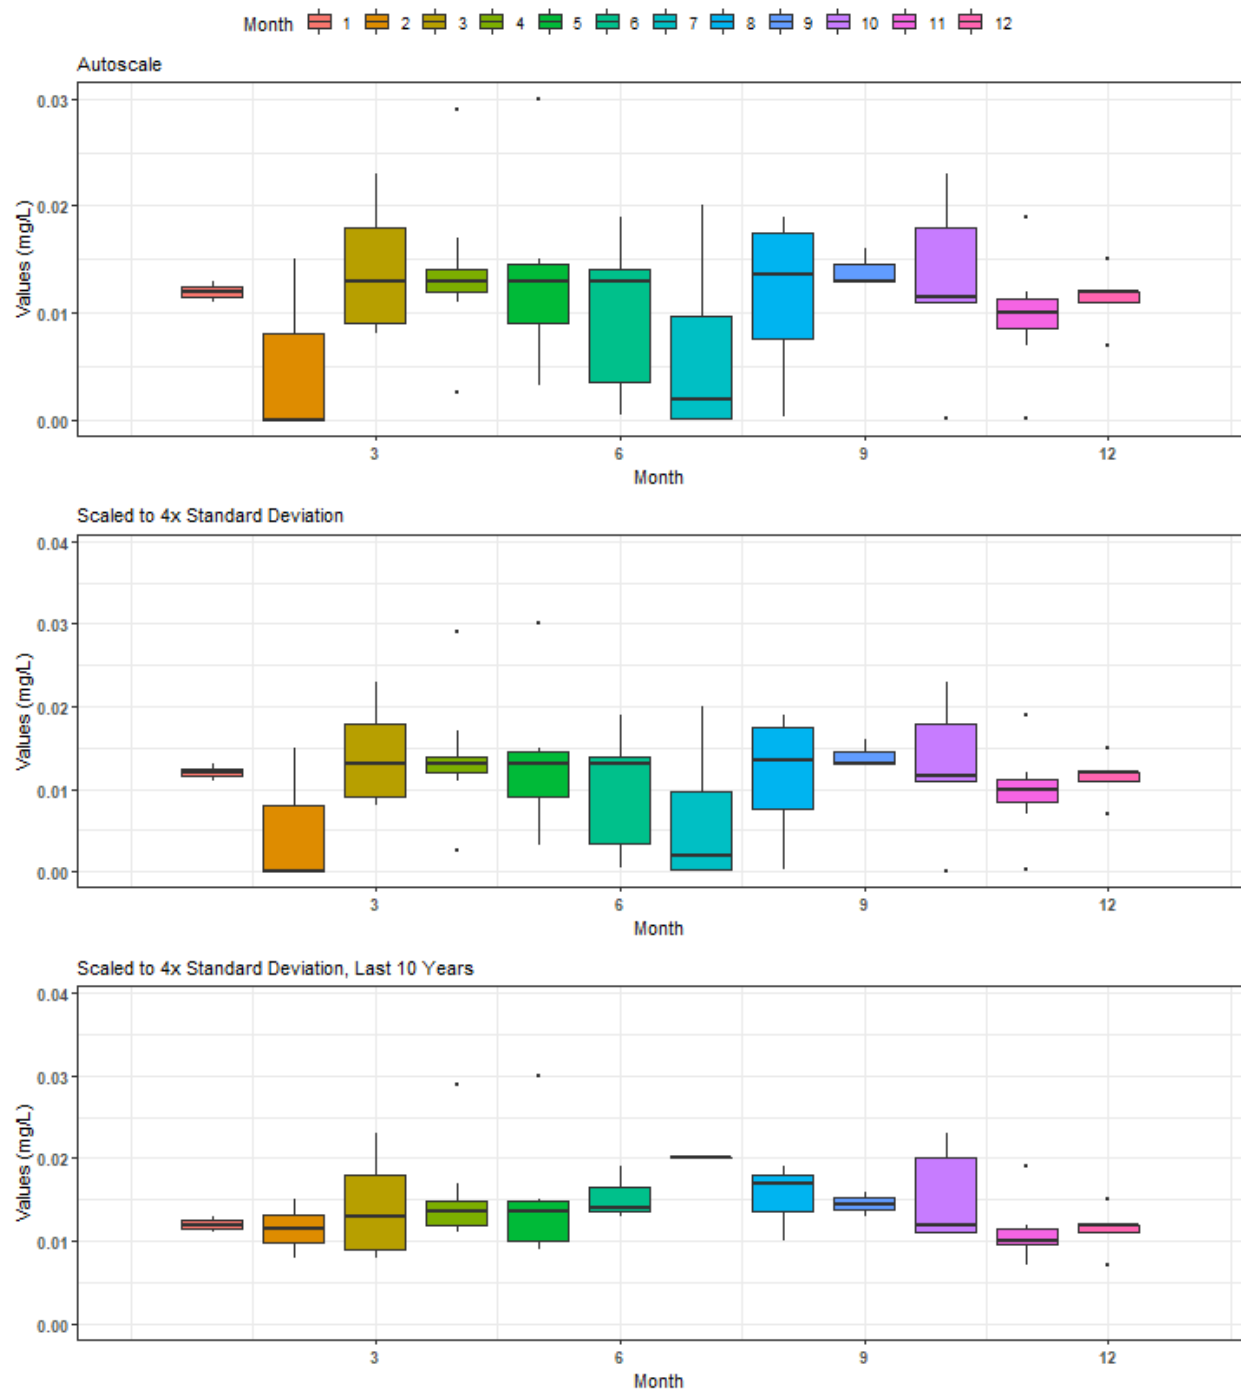 Month 1 2 3 4 5 6 7 8 9 10 11 12
Autoscale
0.03
0.02
0.01
0.00
Values (mg/L)
3 6 9 12
Month
Scaled to 4x Standard Deviation
0.04
0.03
0.02
0.01
0.00
Values (mg/L)
3 6 9 12
Month
Scaled to 4x Standard Deviation, Last 10 Years
0.04
0.03
0.02
0.01
0.00
Values (mg/L)
3 6 9 12
Month